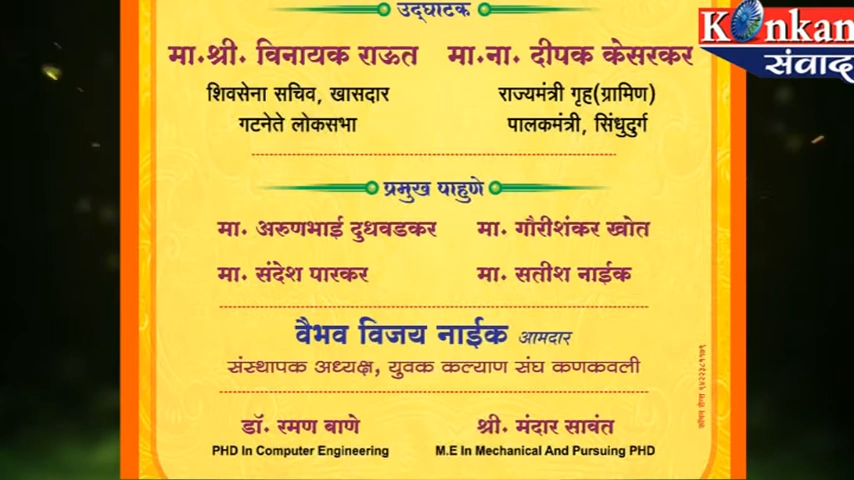 उद्घाटक
Konkan
संवाद
मा.श्री. विनायक राऊत मा.ना. दीपक केसरकर
शिवसेना सचिव, खासदार राज्यमंत्री गृह(ग्रामिण)
गटनेते लोकसभा पालकमंत्री, सिंधुदुर्ग
प्रमुख पाहुणे
मा. अरुणभाई दुधवडकर मा. गौरीशंकर खोत
मा. संदेश पारकर मा. सतीश नाईक
वैभव विजय नाईक आमदार
संस्थापक अध्यक्ष, युवक कल्याण संघ कणकवली
डॉ. रमण बाणे श्री. मंदार सावंत
PHD In Computer Engineering M.E In Mechanical And Pursuing PHD